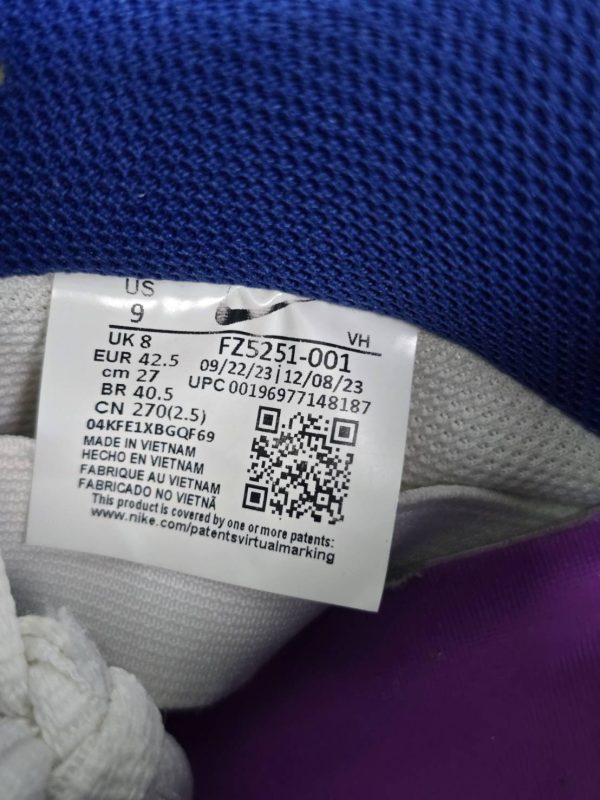 US
9
VH
UK 8
EUR 42.5
cm 27
BR 40.5
CN 270(2.5)
FZ5251-001
09/22/23|12/08/23
UPC 00196977148187
04KFE1XBGQF69
MADE IN VIETNAM
HECHO EN VIETNAM
FABRIQUE AU VIETNAM
FABRICADO NO VIETNÃ
This product is covered by one or more patents:
www.nike.com/patentsvirtualmarking